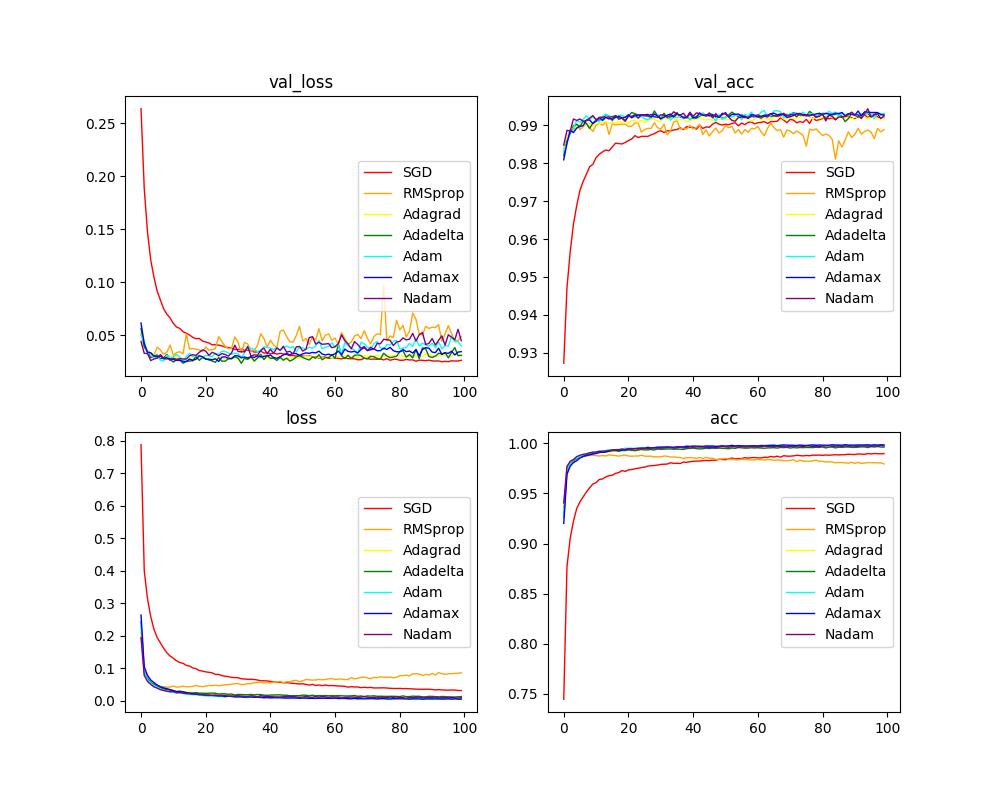 val_loss
0.25
0.20
0.15
0.10
0.05
0 20 40 60 80 100
SGD
RMSprop
Adagrad
Adadelta
Adam
Adamax
Nadam
val_acc
0.99
0.98
0.97
0.96
0.95
0.94
0.93
0 20 40 60 80 100
SGD
RMSprop
Adagrad
Adadelta
Adam
Adamax
Nadam
loss
0.8
0.7
0.6
0.5
0.4
0.3
0.2
0.1
0.0
0 20 40 60 80 100
SGD
RMSprop
Adagrad
Adadelta
Adam
Adamax
Nadam
acc
1.00
0.95
0.90
0.85
0.80
0.75
0 20 40 60 80 100
SGD
RMSprop
Adagrad
Adadelta
Adam
Adamax
Nadam